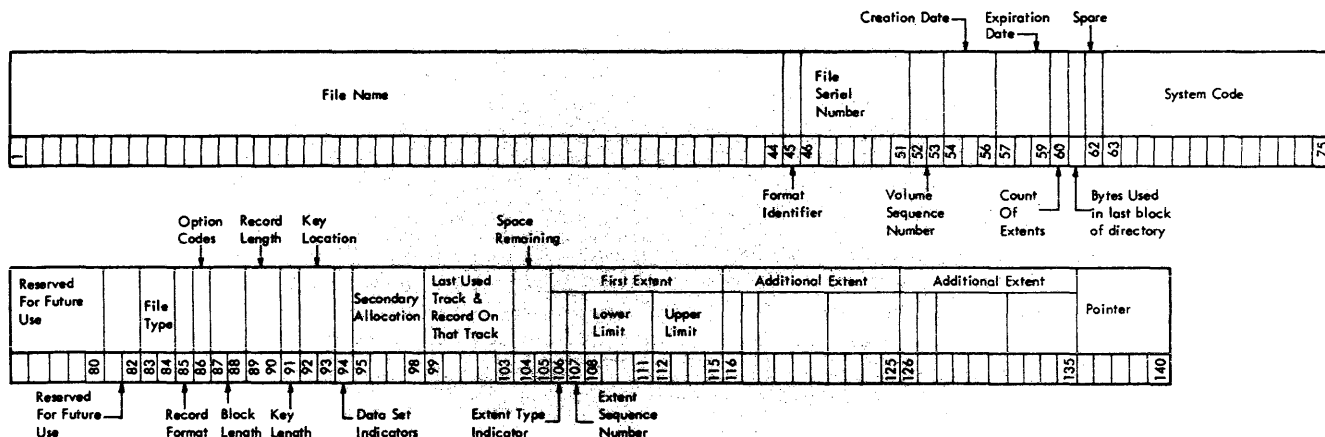 Creation Date
Expiration
Date
Spare
File Name
File
Serial
Number
System Code
1 44 45 46 51 52 53 54 56 57 59 60 62 63 75
Format
Identifier
Volume
Sequence
Number
Count
Of
Extents
Bytes Used
in last block
of directory
Option
Codes
Record
Length
Key
Location
Space
Remaining
Reserved
For Future
Use
File
Type
Secondary
Allocation
Last Used
Track &
Record On
That Track
First Extent
Lower
Limit
Upper
Limit
Additional Extent
Additional Extent
Pointer
80 82 83 84 85 86 87 88 89 90 91 92 93 94 95 98 99 103 104 105 106 107 108 111 112 115 116 125 126 135 140
Reserved
For Future
Use
Record
Format
Block
Length
Key
Length
Data Set
Indicators
Extent Type
Indicator
Extent
Sequence
Number